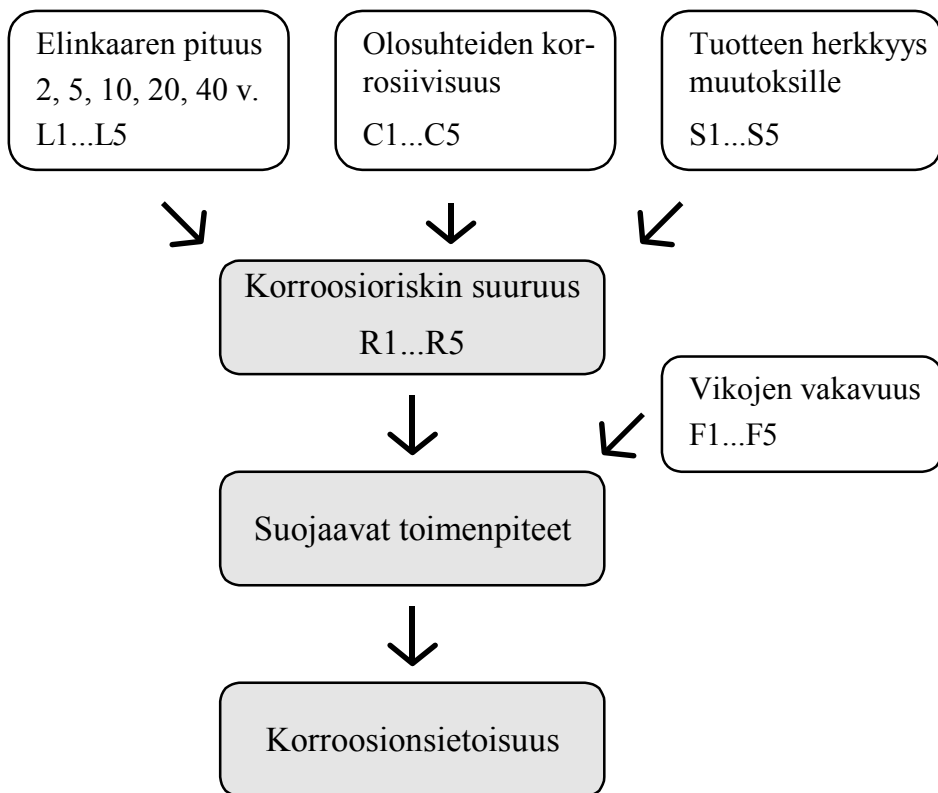 Elinkaaren pituus
2, 5, 10, 20, 40 v.
L1...L5
Olosuhteiden kor-
rosiivisuus
C1...C5
Tuotteen herkkyys
muutoksille
S1...S5
Korroosioriskin suuruus
R1...R5
Vikojen vakavuus
F1...F5
Suojaavat toimenpiteet
Korroosionsietoisuus